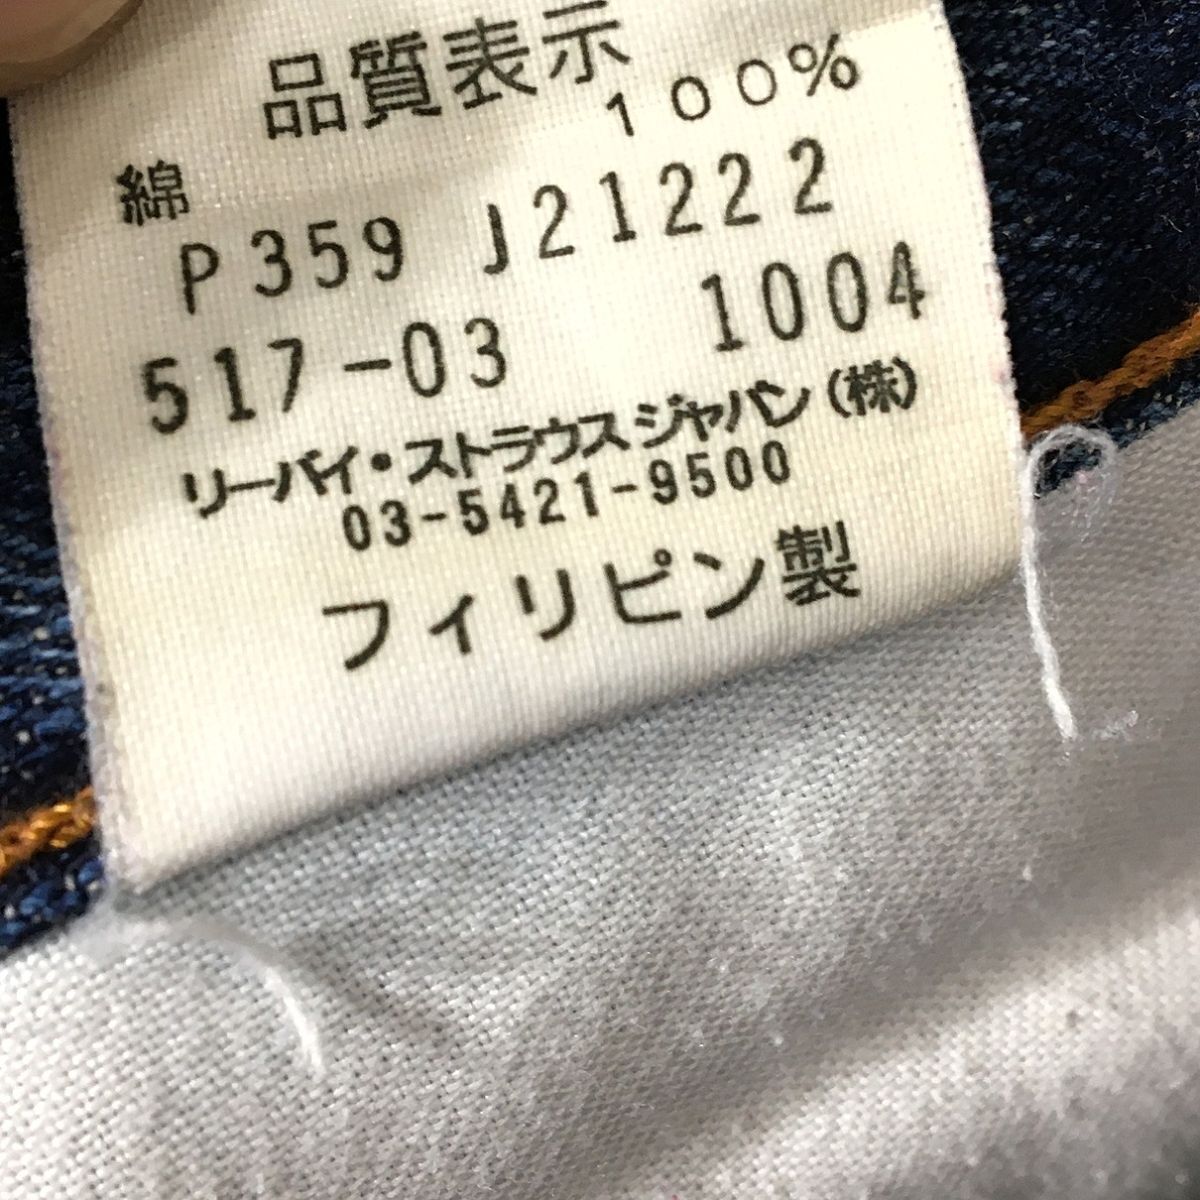 品質表示
綿 100%
P359 J21222
517-03 1004
リーバイ・ストラウスジャパン(株)
03-5421-9500
フィリピン製